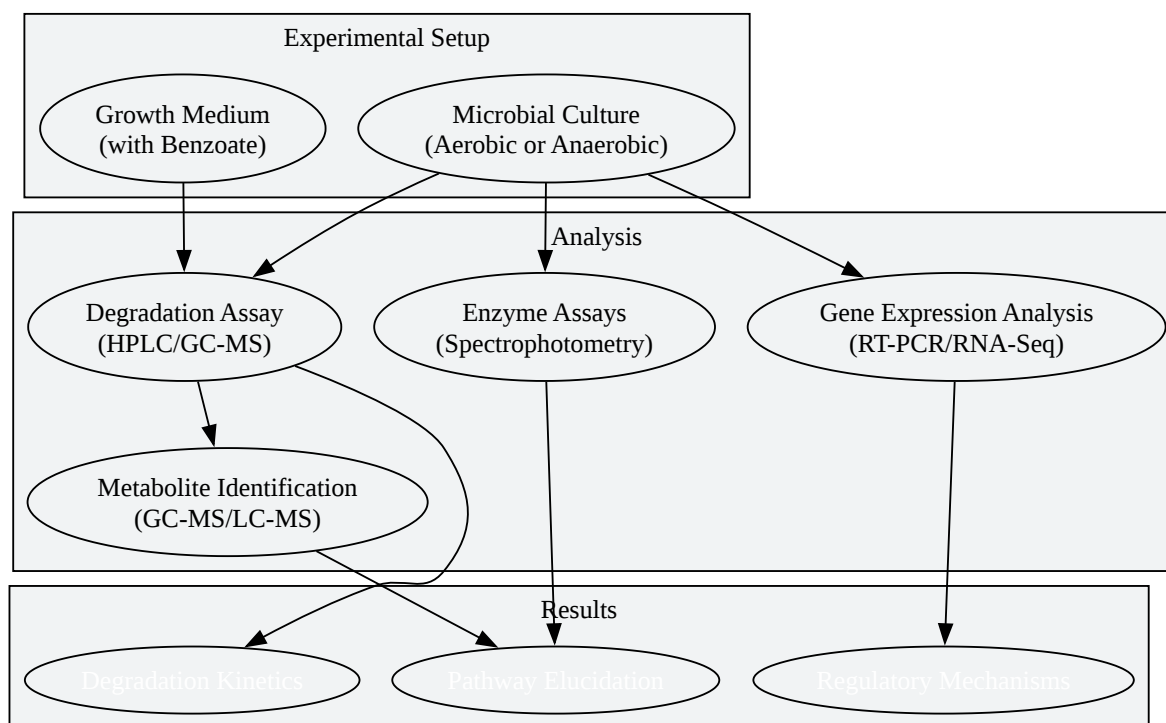 Experimental Setup
Growth Medium
(with Benzoate)
Microbial Culture
(Aerobic or Anaerobic)
Analysis
Degradation Assay
(HPLC/GC-MS)
Enzyme Assays
(Spectrophotometry)
Gene Expression Analysis
(RT-PCR/RNA-Seq)
Metabolite Identification
(GC-MS/LC-MS)
Results
Degradation Kinetics
Pathway Elucidation
Regulatory Mechanisms